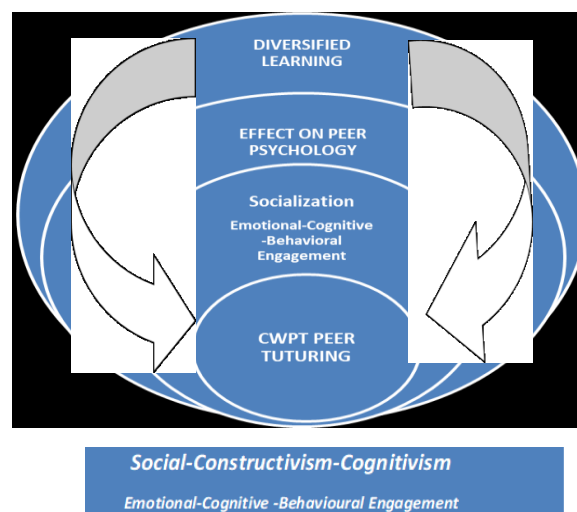 DIVERSIFIED
LEARNING
EFFECT ON PEER
PSYCHOLOGY
Socialization
Emotional-Cognitive
-Behavioral
Engagement
CWPT PEER
TUTURING
Social-Constructivism-Cognitivism
Emotional-Cognitive -Behavioural Engagement